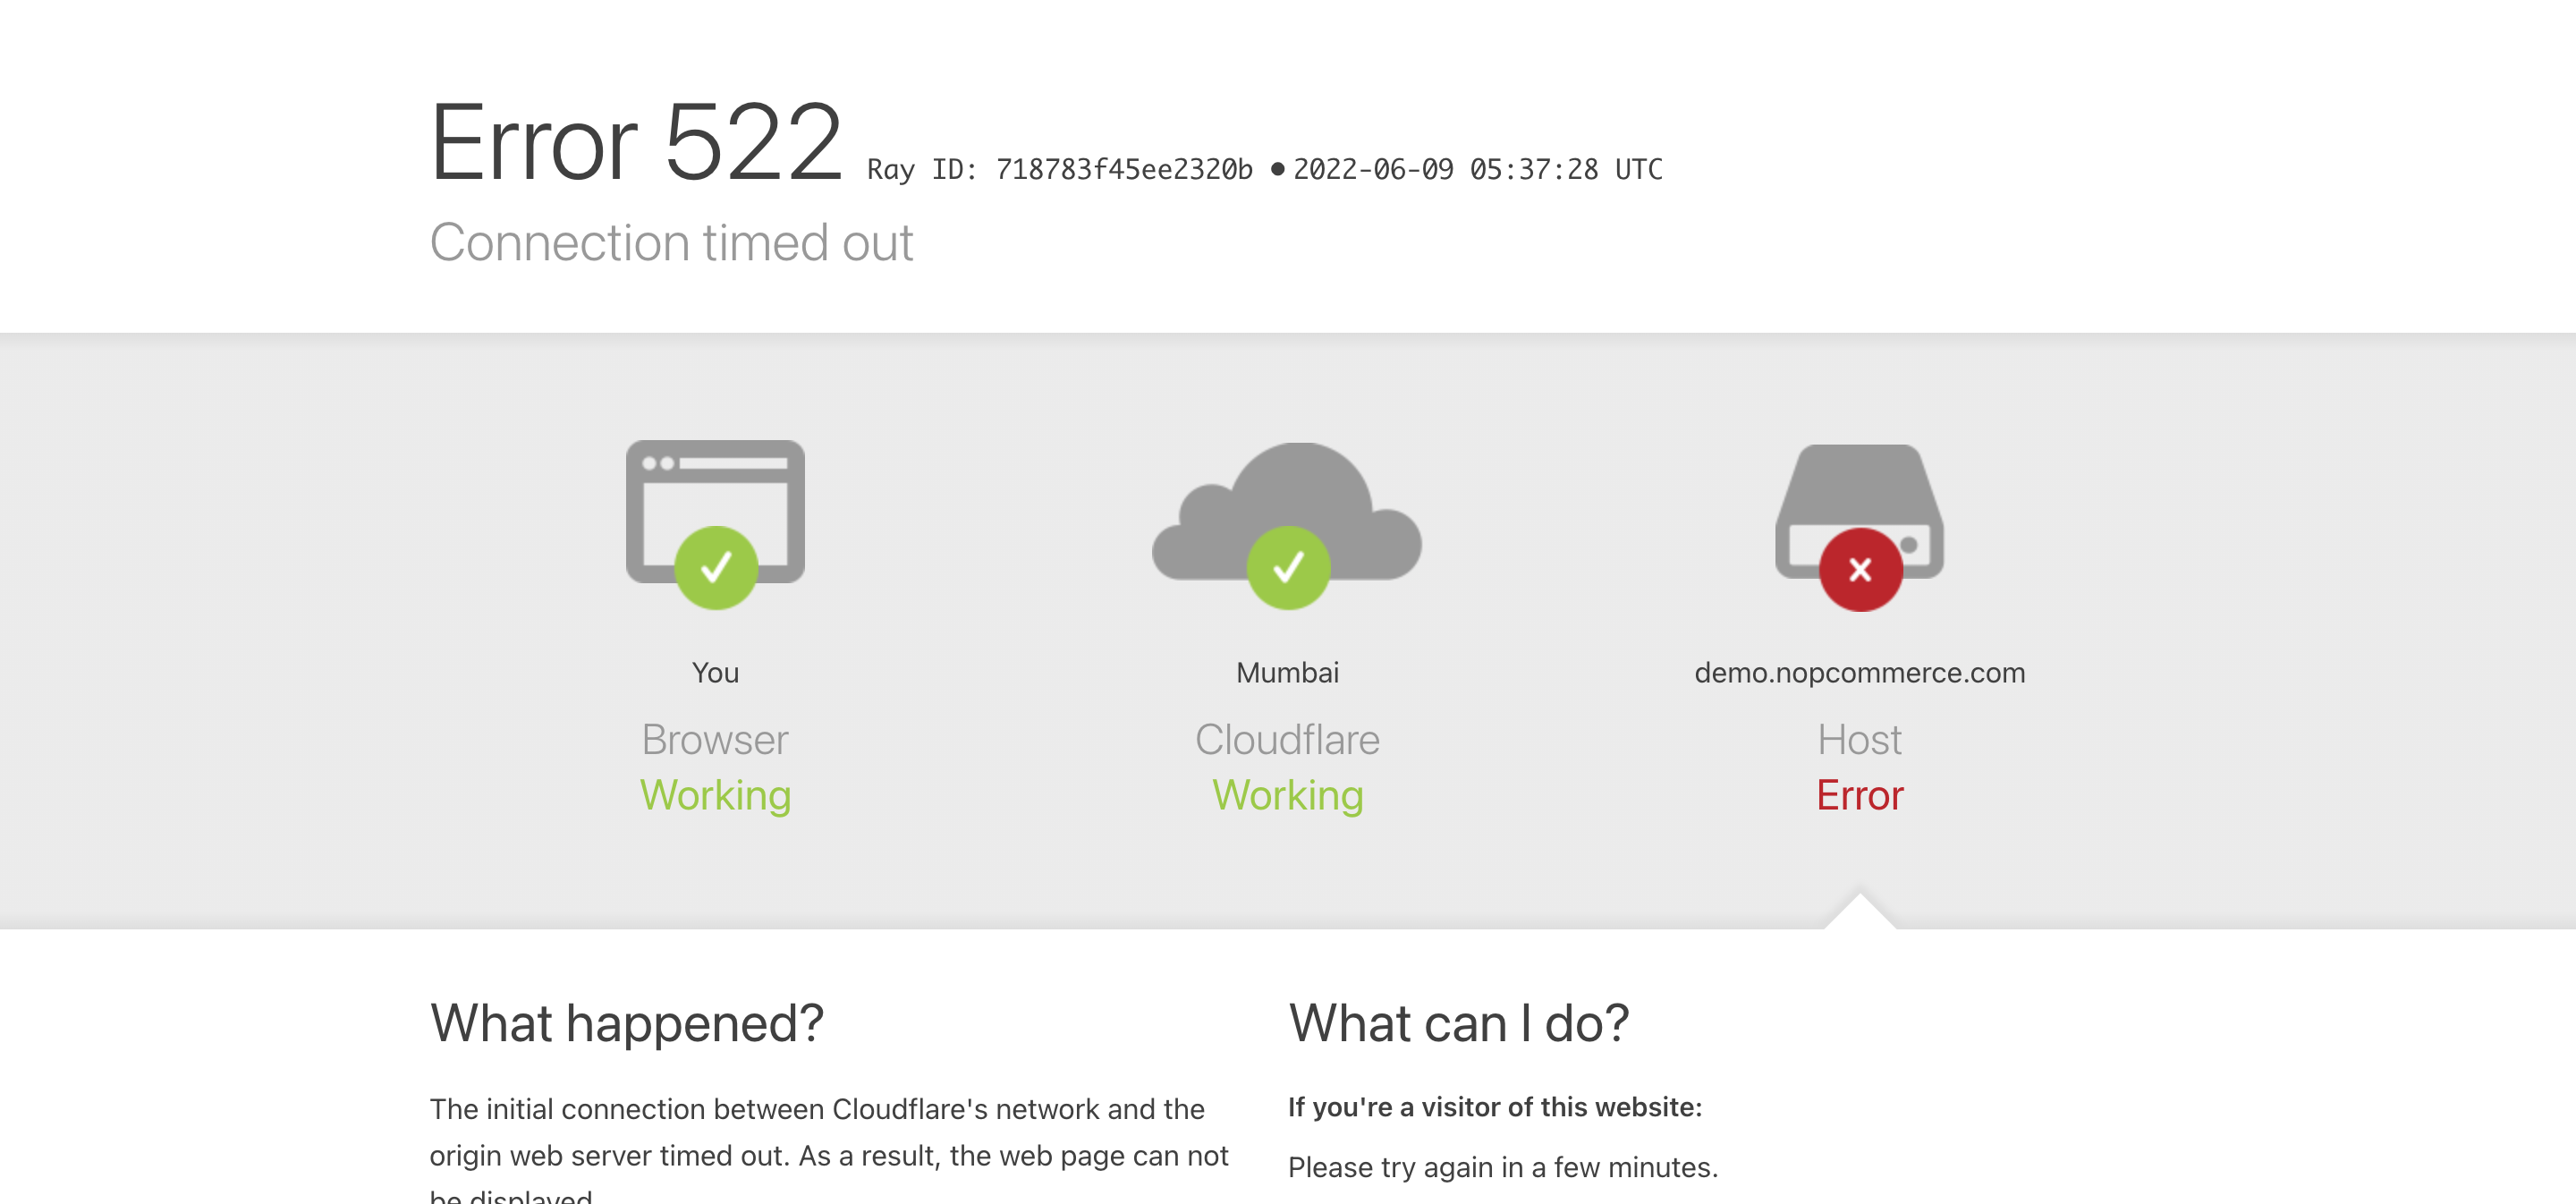 Error 522 Ray ID: 718783f45ee2320b • 2022-06-09 05:37:28 UTC
Connection timed out
You
Browser
Working
Mumbai
Cloudflare
Working
demo.nopcommerce.com
Host
Error
What happened?
The initial connection between Cloudflare's network and the
origin web server timed out. As a result, the web page can not
be displayed.
What can I do?
If you're a visitor of this website:
Please try again in a few minutes.